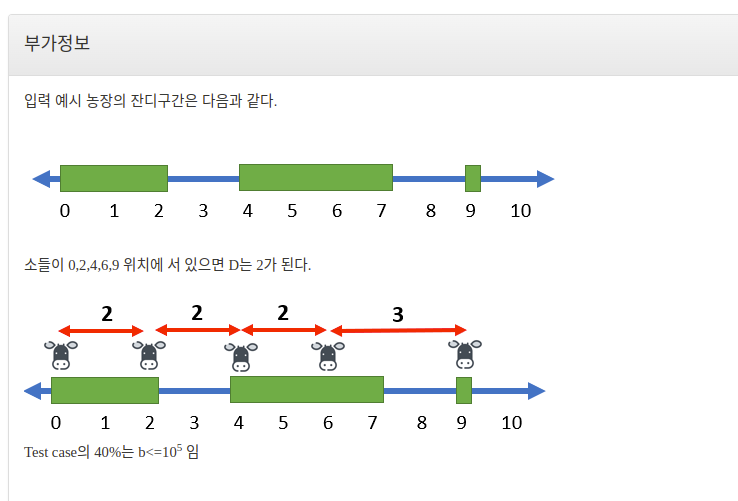 부가정보
입력 예시 농장의 잔디구간은 다음과 같다.
0 1 2 3 4 5 6 7 8 9 10
소들이 0,2,4,6,9 위치에 서 있으면 D는 2가 된다.
2 2 2 3
0 1 2 3 4 5 6 7 8 9 10
Test case의 40%는 b<=10⁵ 임